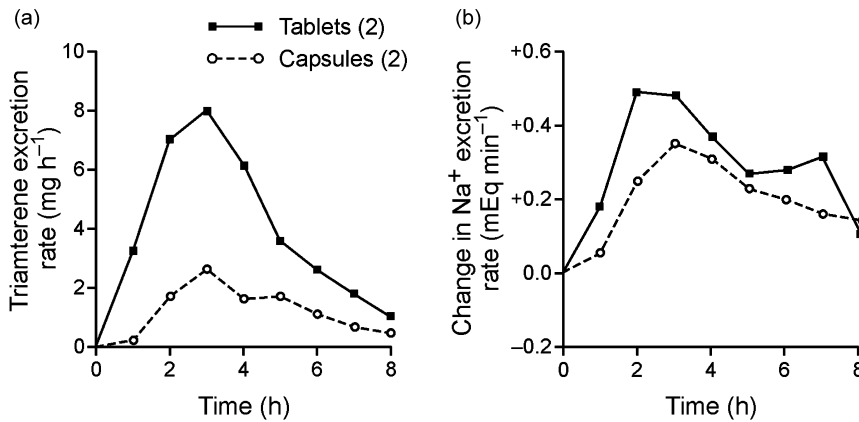 (a)
Tablets (2)
Capsules (2)
10
8
6
4
2
0
Triamterene excretion
rate (mg h–1)
0 2 4 6 8
Time (h)
(b)
+0.6
+0.4
+0.2
0.0
–0.2
Change in Na+ excretion
rate (mEq min–1)
0 2 4 6 8
Time (h)